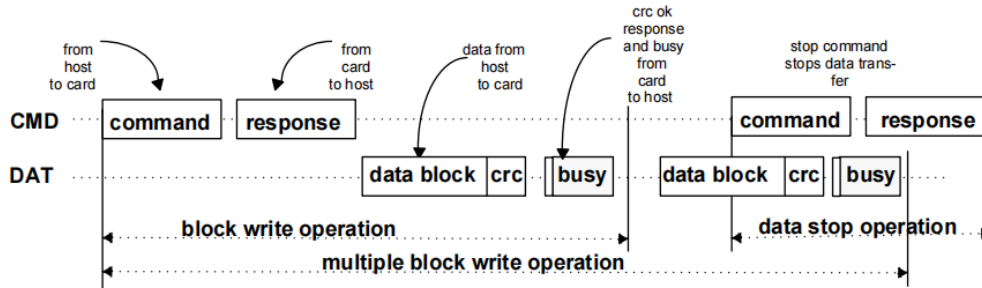 from
host
to card
from
card
to host
data from
host
to card
crc ok
response
and busy
from
card
to host
stop command
stops data trans-
fer
CMD
command
response
command
response
DAT
data block
crc
busy
data block
crc
busy
block write operation
data stop operation
multiple block write operation